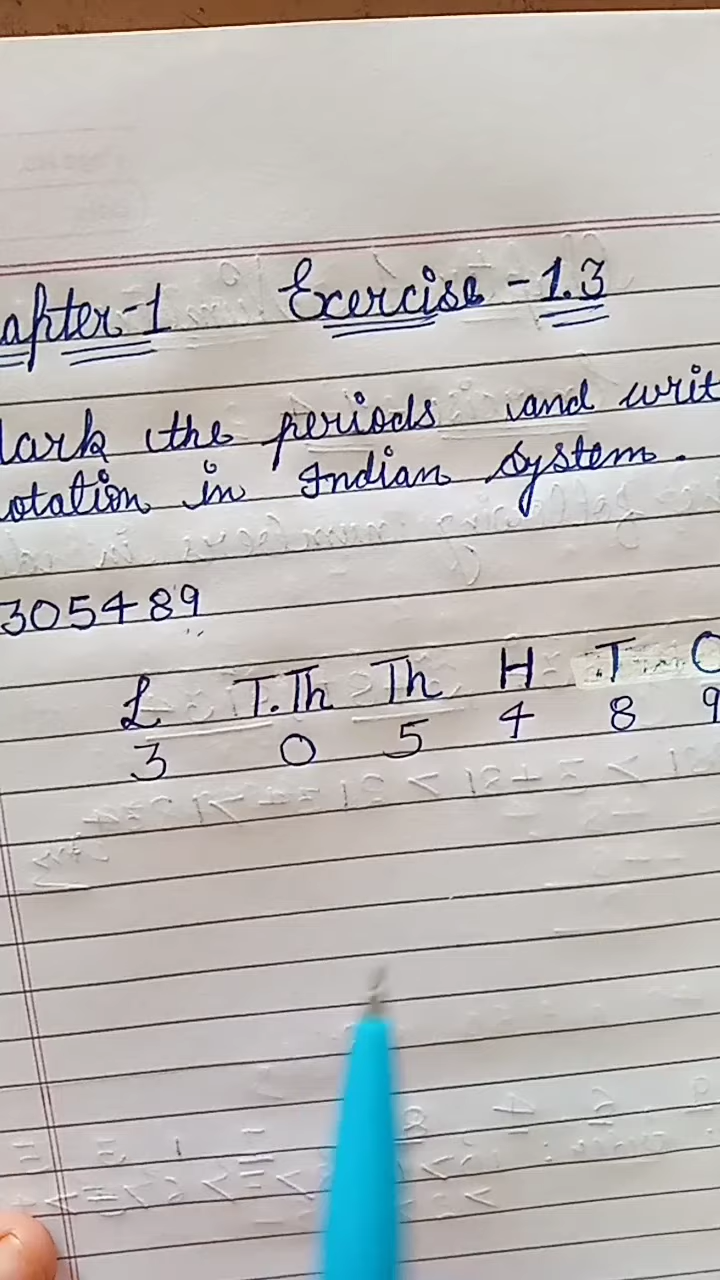 apter-1 Exercise - 1.3
ark the periods and writ
otation in Indian System.
305489
L T.Th Th H T O
3 0 5 4 8 9